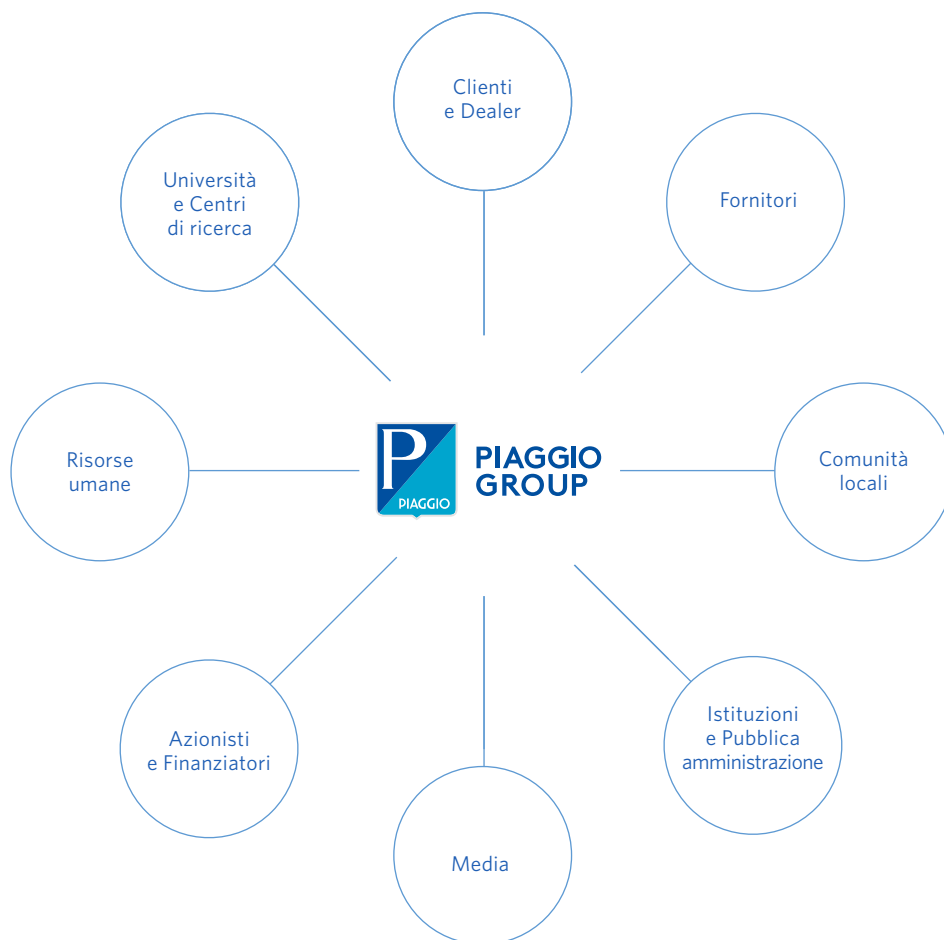 Clienti
e Dealer
Università
e Centri
di ricerca
Fornitori
Risorse
umane
P
PIAGGIO
PIAGGIO
GROUP
Comunità
locali
Azionisti
e Finanziatori
Istituzioni
e Pubblica
amministrazione
Media